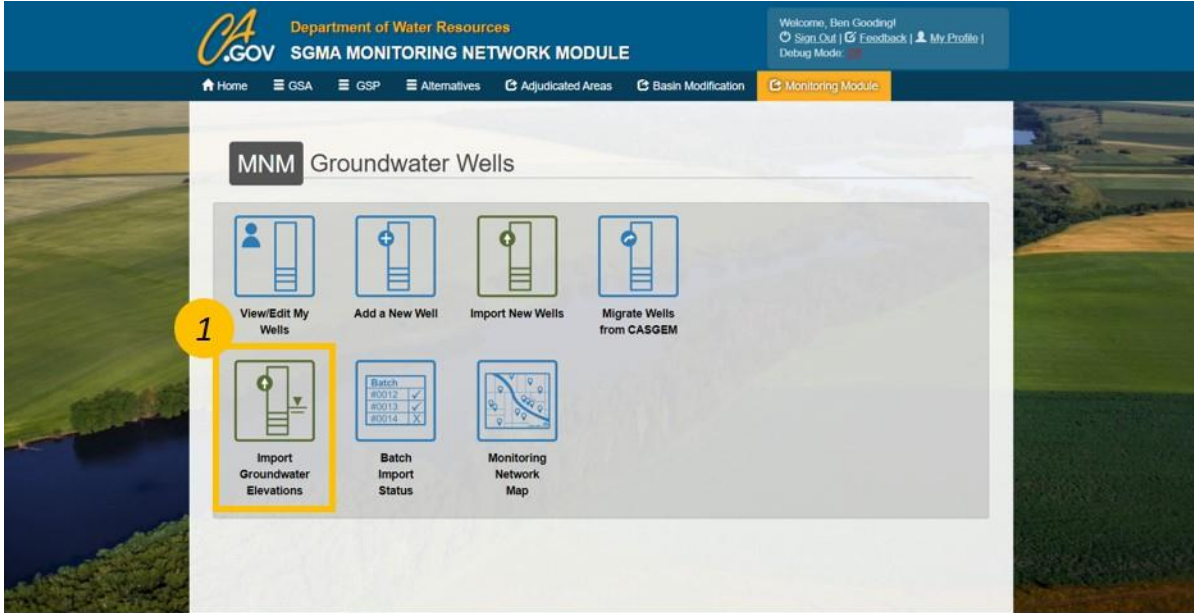 CA
.GOV
Department of Water Resources
SGMA MONITORING NETWORK MODULE
Welcome, Ben Gooding!
Sign Out | Feedback | My Profile |
Debug Mode:
Home GSA GSP Alternatives Adjudicated Areas Basin Modification Monitoring Module
MNM Groundwater Wells
View/Edit My
Wells
Add a New Well
Import New Wells
Migrate Wells
from CASGEM
1
Import
Groundwater
Elevations
Batch
#0012 ✓
#0013 ✓
#0014 X
Batch
Import
Status
Monitoring
Network
Map